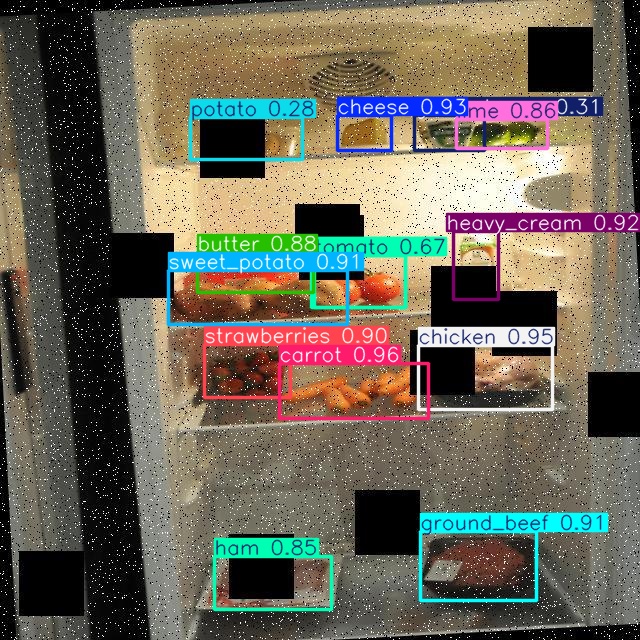 potato 0.28
cheese 0.93
me 0.86
0.31
heavy_cream 0.92
butter 0.88
tomato 0.67
sweet_potato 0.91
strawberries 0.90
carrot 0.96
chicken 0.95
ground_beef 0.91
ham 0.85